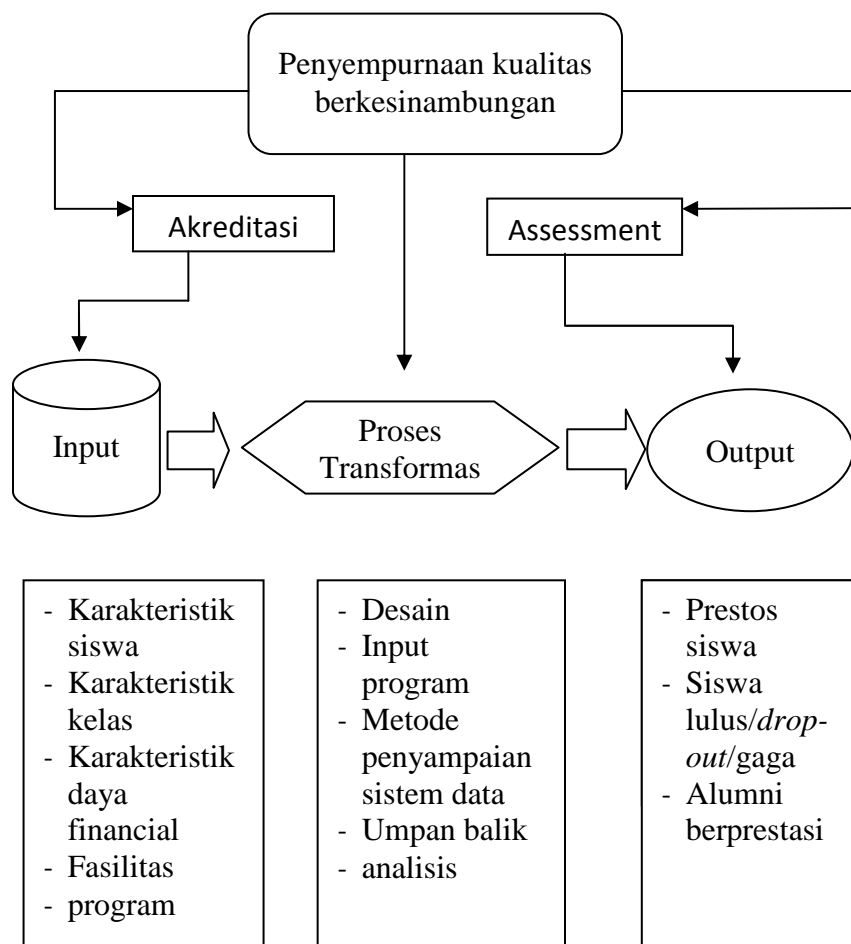 Penyempurnaan kualitas
berkesinambungan
Akreditasi
Assessment
Input
Proses
Transformas
Output
- Karakteristik
siswa
- Karakteristik
kelas
- Karakteristik
daya
financial
- Fasilitas
- program
- Desain
- Input
program
- Metode
penyampaian
sistem data
- Umpan balik
- analisis
- Prestos
siswa
- Siswa
lulus/drop-
out/gaga
- Alumni
berprestasi